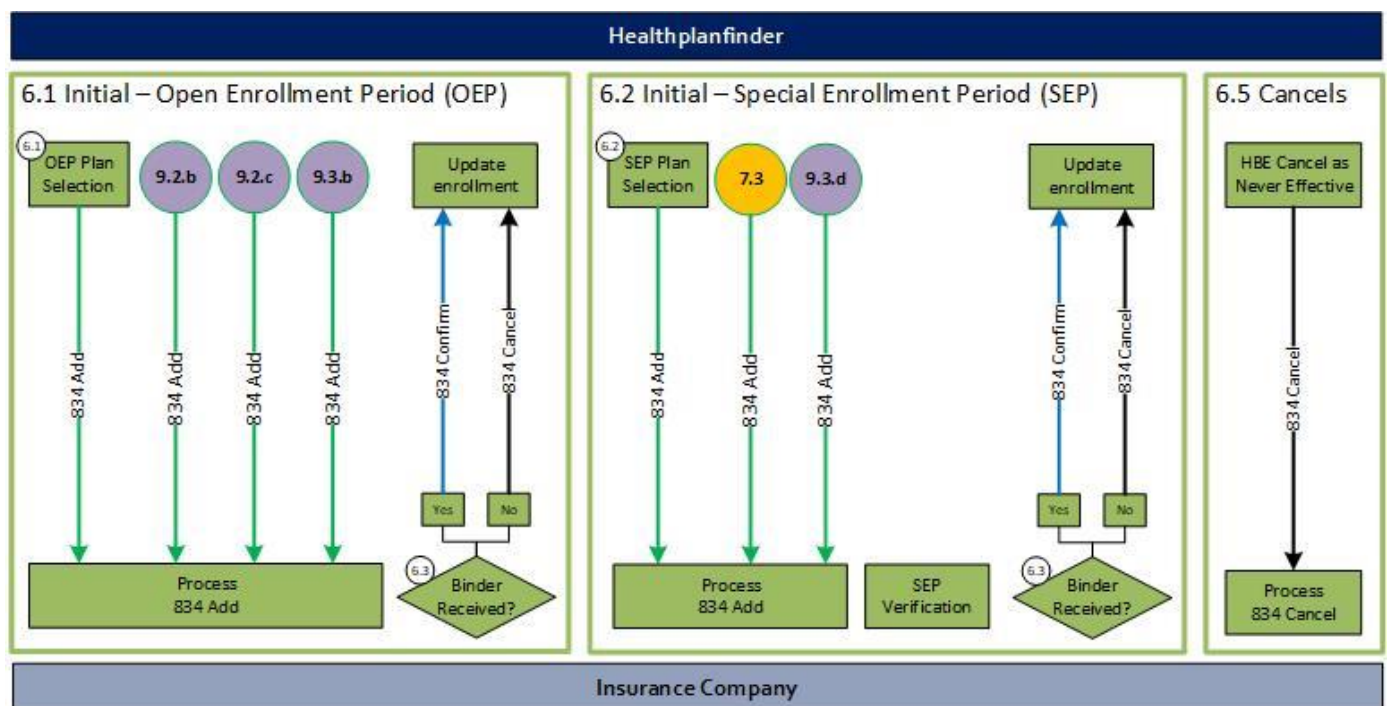 Healthplanfinder
6.1 Initial – Open Enrollment Period (OEP)
6.1
OEP Plan
Selection
9.2.b
9.2.c
9.3.b
Update
enrollment
834 Add
834 Add
834 Add
834 Add
834 Confirm
834 Cancel
Yes
No
Process
834 Add
6.3
Binder
Received?
6.2 Initial – Special Enrollment Period (SEP)
6.2
SEP Plan
Selection
7.3
9.3.d
Update
enrollment
834 Add
834 Add
834 Add
834 Confirm
834 Cancel
Yes
No
Process
834 Add
SEP
Verification
6.3
Binder
Received?
6.5 Cancels
HBE Cancel as
Never Effective
834 Cancel
Process
834 Cancel
Insurance Company